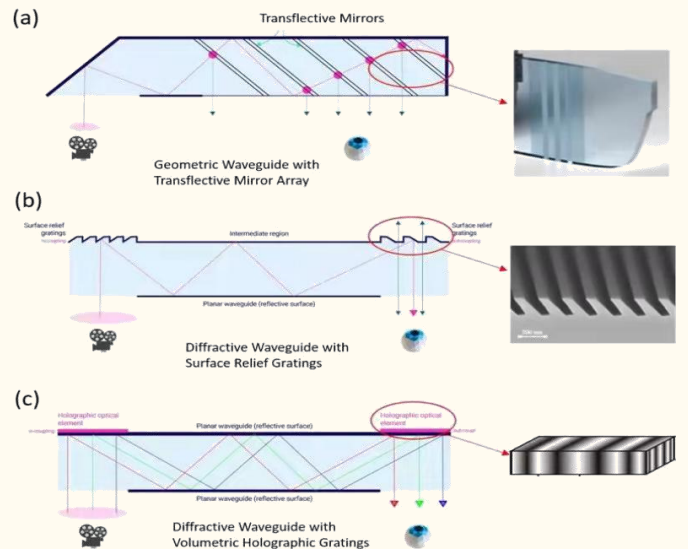 (a)
Transflective Mirrors
Geometric Waveguide with
Transflective Mirror Array
(b)
Surface relief
gratings
Intermediate region
Surface relief
gratings
Planar waveguide (reflective surface)
Diffractive Waveguide with
Surface Relief Gratings
(c)
Holographic optical
element
Planar waveguide (reflective surface)
Holographic optical
element
Planar waveguide (reflective surface)
Diffractive Waveguide with
Volumetric Holographic Gratings